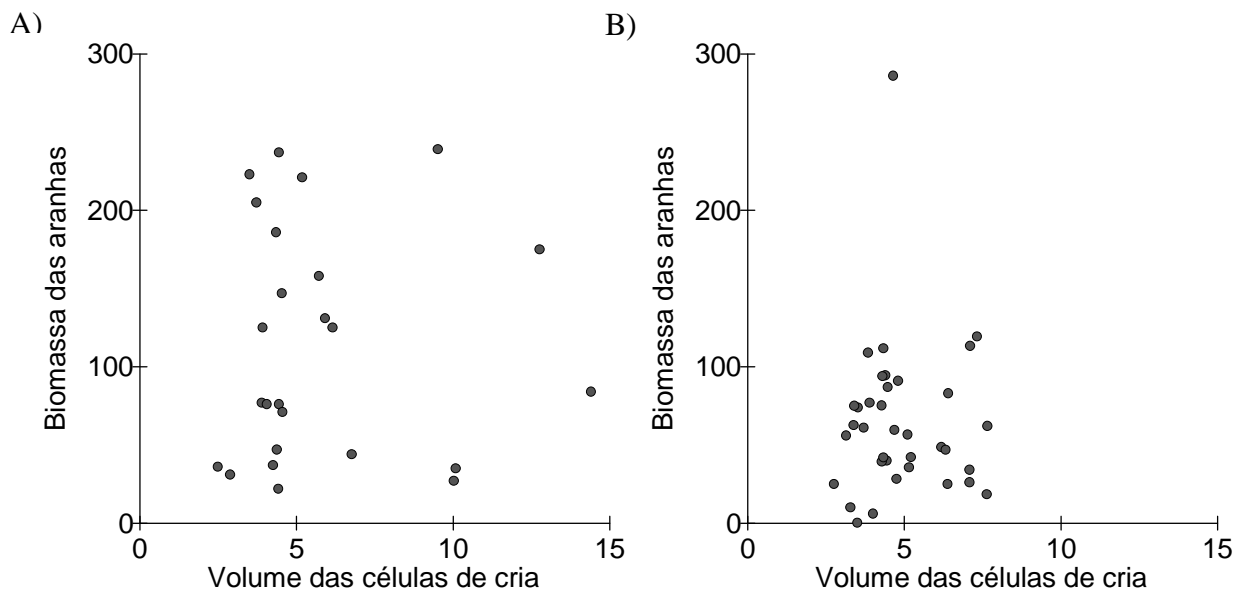 A)
300
200
100
0
Biomassa das aranhas
0 5 10 15
Volume das células de cria
B)
300
200
100
0
Biomassa das aranhas
0 5 10 15
Volume das células de cria